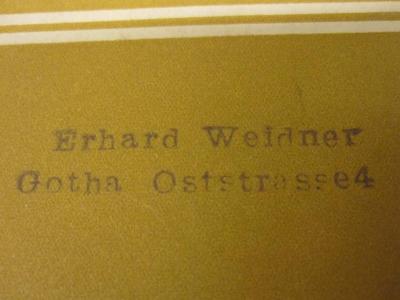 Erhard Weidner
Gotha Oststrasse4